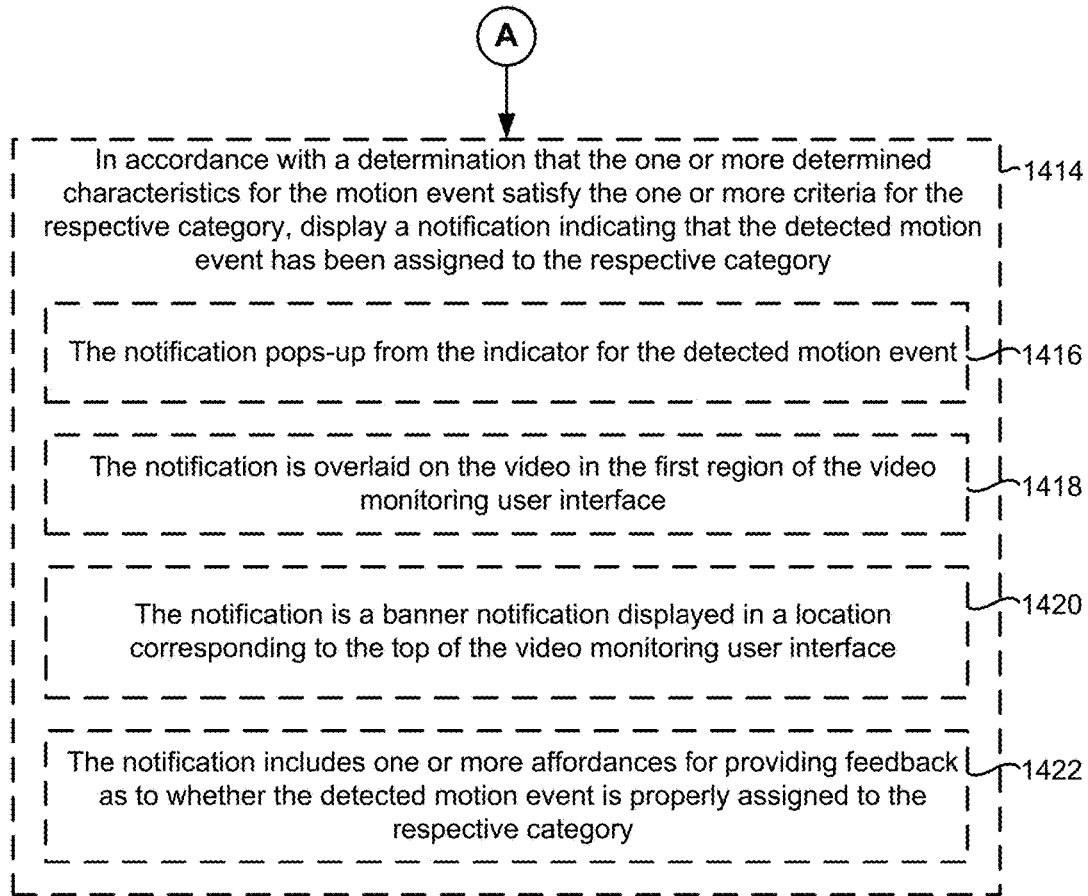 A
In accordance with a determination that the one or more determined
characteristics for the motion event satisfy the one or more criteria for the
respective category, display a notification indicating that the detected motion
event has been assigned to the respective category
1414
The notification pops-up from the indicator for the detected motion event
1416
The notification is overlaid on the video in the first region of the video
monitoring user interface
1418
The notification is a banner notification displayed in a location
corresponding to the top of the video monitoring user interface
1420
The notification includes one or more affordances for providing feedback
as to whether the detected motion event is properly assigned to the
respective category
1422